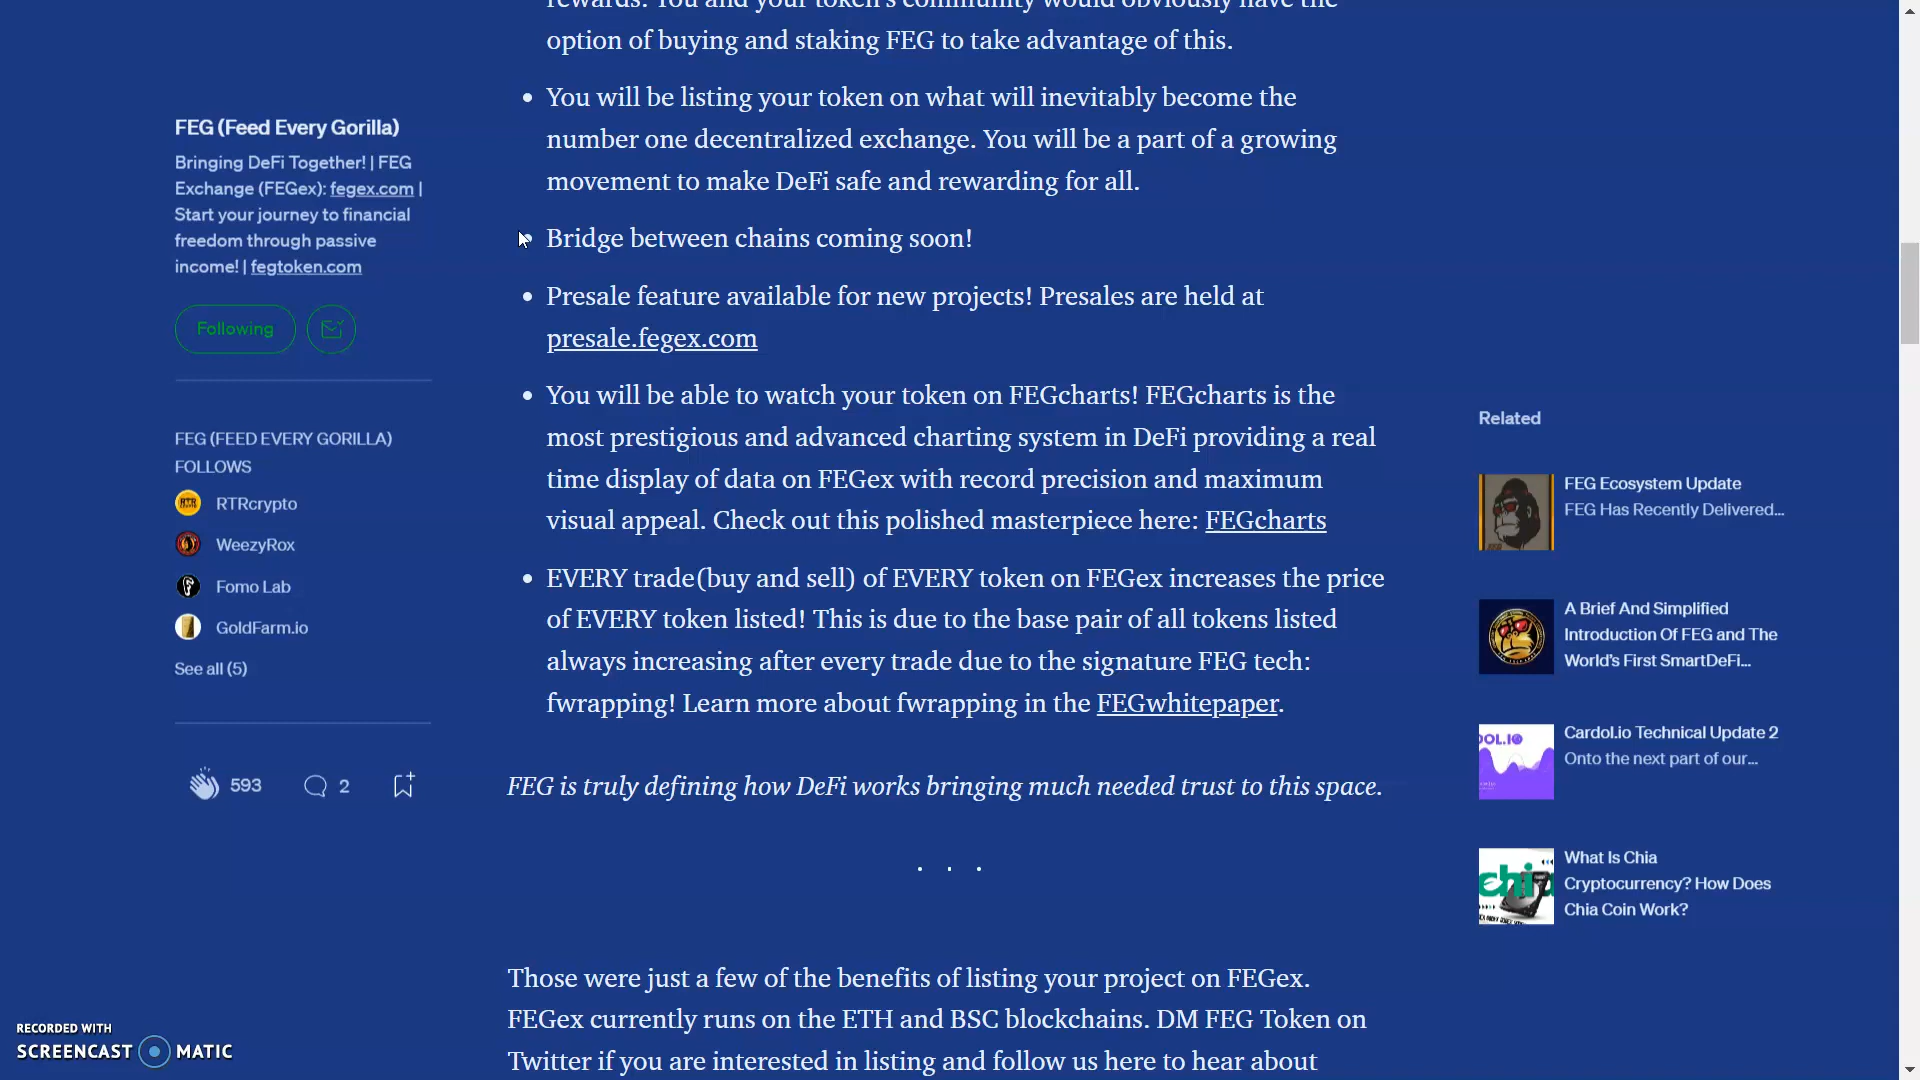 rewards. You and your token's community would obviously have the
option of buying and staking FEG to take advantage of this.
• You will be listing your token on what will inevitably become the
number one decentralized exchange. You will be a part of a growing
movement to make DeFi safe and rewarding for all.
• Bridge between chains coming soon!
• Presale feature available for new projects! Presales are held at
presale.fegex.com
• You will be able to watch your token on FEGcharts! FEGcharts is the
most prestigious and advanced charting system in DeFi providing a real
time display of data on FEGex with record precision and maximum
visual appeal. Check out this polished masterpiece here: FEGcharts
• EVERY trade(buy and sell) of EVERY token on FEGex increases the price
of EVERY token listed! This is due to the base pair of all tokens listed
always increasing after every trade due to the signature FEG tech:
fwrapping! Learn more about fwrapping in the FEGwhitepaper.
FEG is truly defining how DeFi works bringing much needed trust to this space.
. . .
Those were just a few of the benefits of listing your project on FEGex.
FEGex currently runs on the ETH and BSC blockchains. DM FEG Token on
Twitter if you are interested in listing and follow us here to hear about
FEG (Feed Every Gorilla)
Bringing DeFi Together! | FEG
Exchange (FEGex): fegex.com |
Start your journey to financial
freedom through passive
income! | fegtoken.com
Following
FEG (FEED EVERY GORILLA)
FOLLOWS
RTRcrypto
WeezyRox
Fomo Lab
GoldFarm.io
See all (5)
593
2
Related
FEG Ecosystem Update
FEG Has Recently Delivered...
A Brief And Simplified
Introduction Of FEG and The
World's First SmartDeFi...
Cardol.io Technical Update 2
Onto the next part of our...
What Is Chia
Cryptocurrency? How Does
Chia Coin Work?
RECORDED WITH
SCREENCAST MATIC